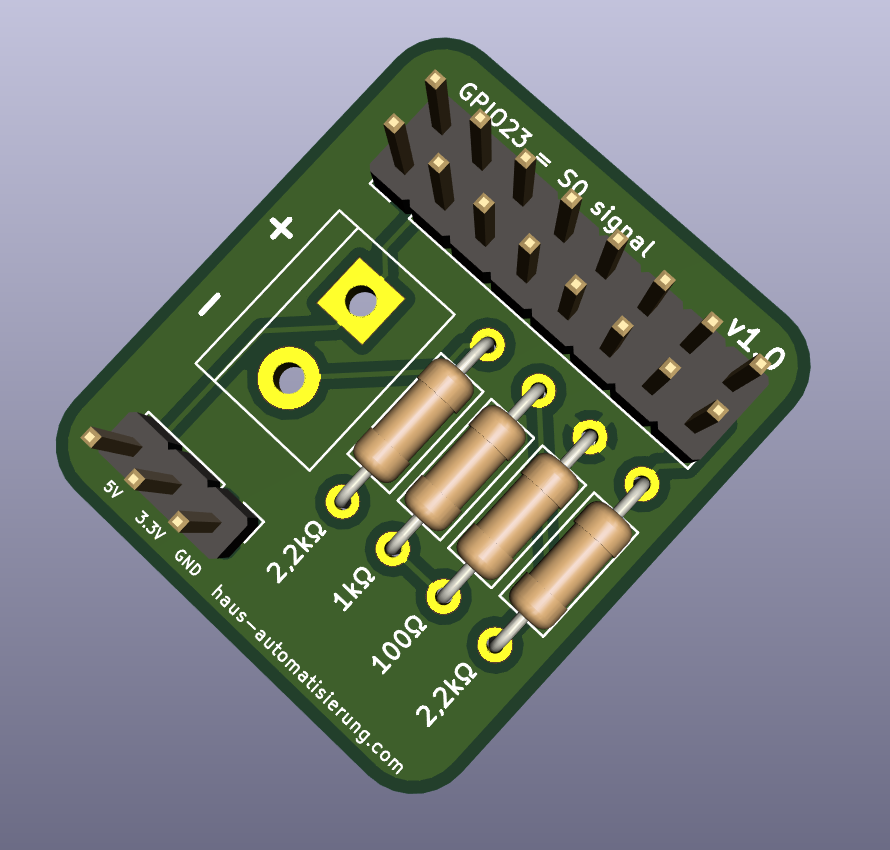 GPIO23 = S0 signal
v1.0
+
-
5V
3.3V
GND
2,2kΩ
1kΩ
100Ω
2,2kΩ
haus-automatisierung.com